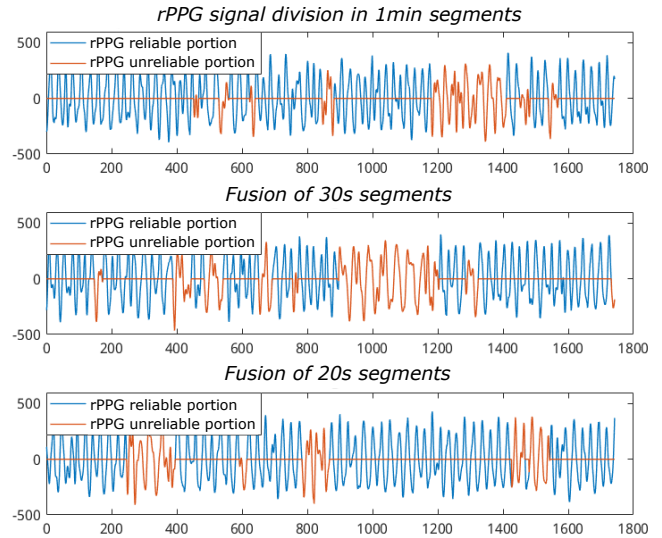 rPPG signal division in 1min segments
500
0
-500
rPPG reliable portion
rPPG unreliable portion
0 200 400 600 800 1000 1200 1400 1600 1800
Fusion of 30s segments
500
0
-500
rPPG reliable portion
rPPG unreliable portion
0 200 400 600 800 1000 1200 1400 1600 1800
Fusion of 20s segments
500
0
-500
rPPG reliable portion
rPPG unreliable portion
0 200 400 600 800 1000 1200 1400 1600 1800